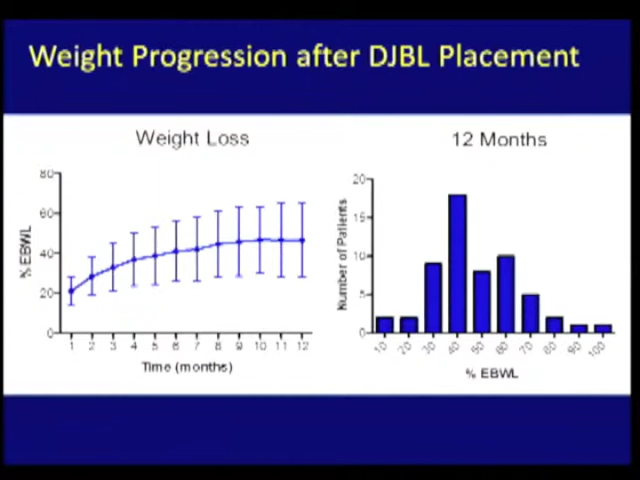 Weight Progression after DJBL Placement
Weight Loss
80
60
40
20
0
% EBWL
1 2 3 4 5 6 7 8 9 10 11 12
Time (months)
12 Months
20
15
10
5
0
Number of Patients
10 20 30 40 50 60 70 80 90 100
% EBWL